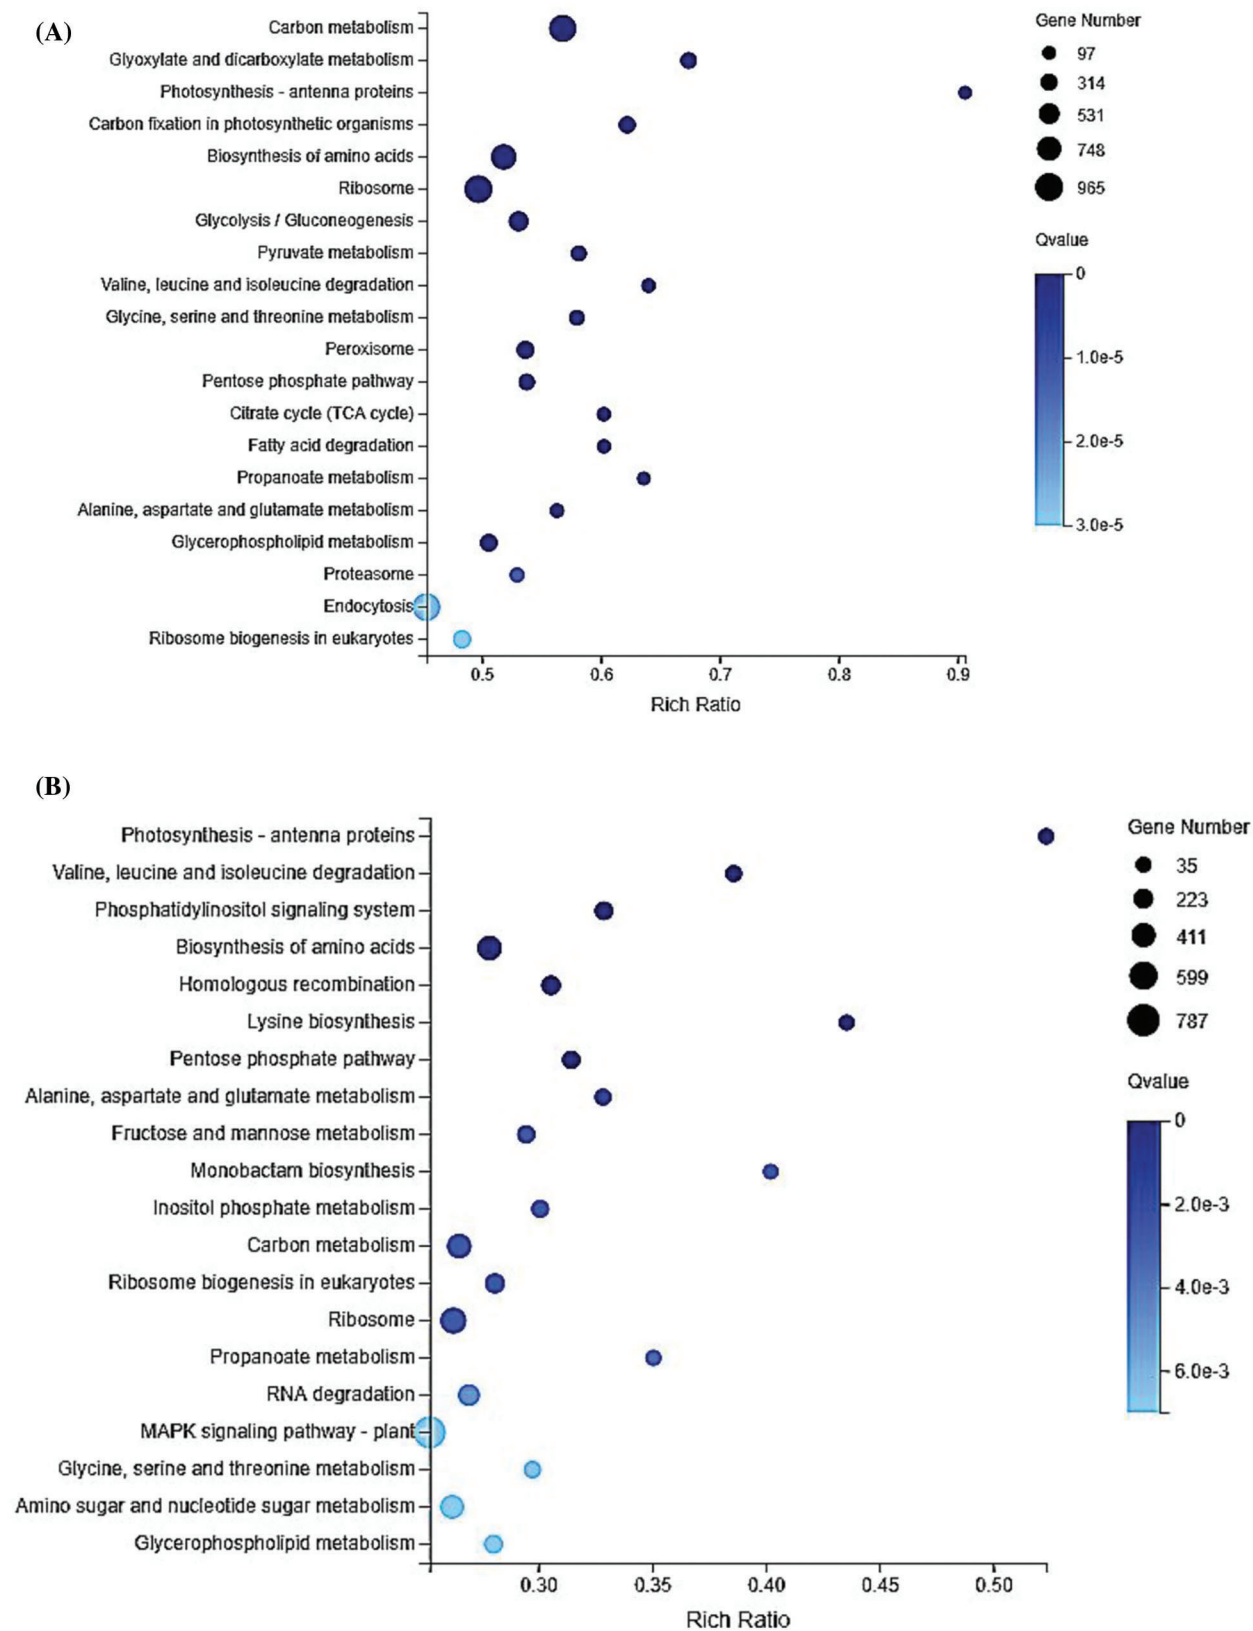 (A)
Carbon metabolism
Glyoxylate and dicarboxylate metabolism
Photosynthesis - antenna proteins
Carbon fixation in photosynthetic organisms
Biosynthesis of amino acids
Ribosome
Glycolysis / Gluconeogenesis
Pyruvate metabolism
Valine, leucine and isoleucine degradation
Glycine, serine and threonine metabolism
Peroxisome
Pentose phosphate pathway
Citrate cycle (TCA cycle)
Fatty acid degradation
Propanoate metabolism
Alanine, aspartate and glutamate metabolism
Glycerophospholipid metabolism
Proteasome
Endocytosis
Ribosome biogenesis in eukaryotes
0.5 0.6 0.7 0.8 0.9
Rich Ratio
Gene Number
97
314
531
748
965
Qvalue
0
1.0e-5
2.0e-5
3.0e-5
(B)
Photosynthesis - antenna proteins
Valine, leucine and isoleucine degradation
Phosphatidylinositol signaling system
Biosynthesis of amino acids
Homologous recombination
Lysine biosynthesis
Pentose phosphate pathway
Alanine, aspartate and glutamate metabolism
Fructose and mannose metabolism
Monobactam biosynthesis
Inositol phosphate metabolism
Carbon metabolism
Ribosome biogenesis in eukaryotes
Ribosome
Propanoate metabolism
RNA degradation
MAPK signaling pathway - plant
Glycine, serine and threonine metabolism
Amino sugar and nucleotide sugar metabolism
Glycerophospholipid metabolism
0.30 0.35 0.40 0.45 0.50
Rich Ratio
Gene Number
35
223
411
599
787
Qvalue
0
2.0e-3
4.0e-3
6.0e-3